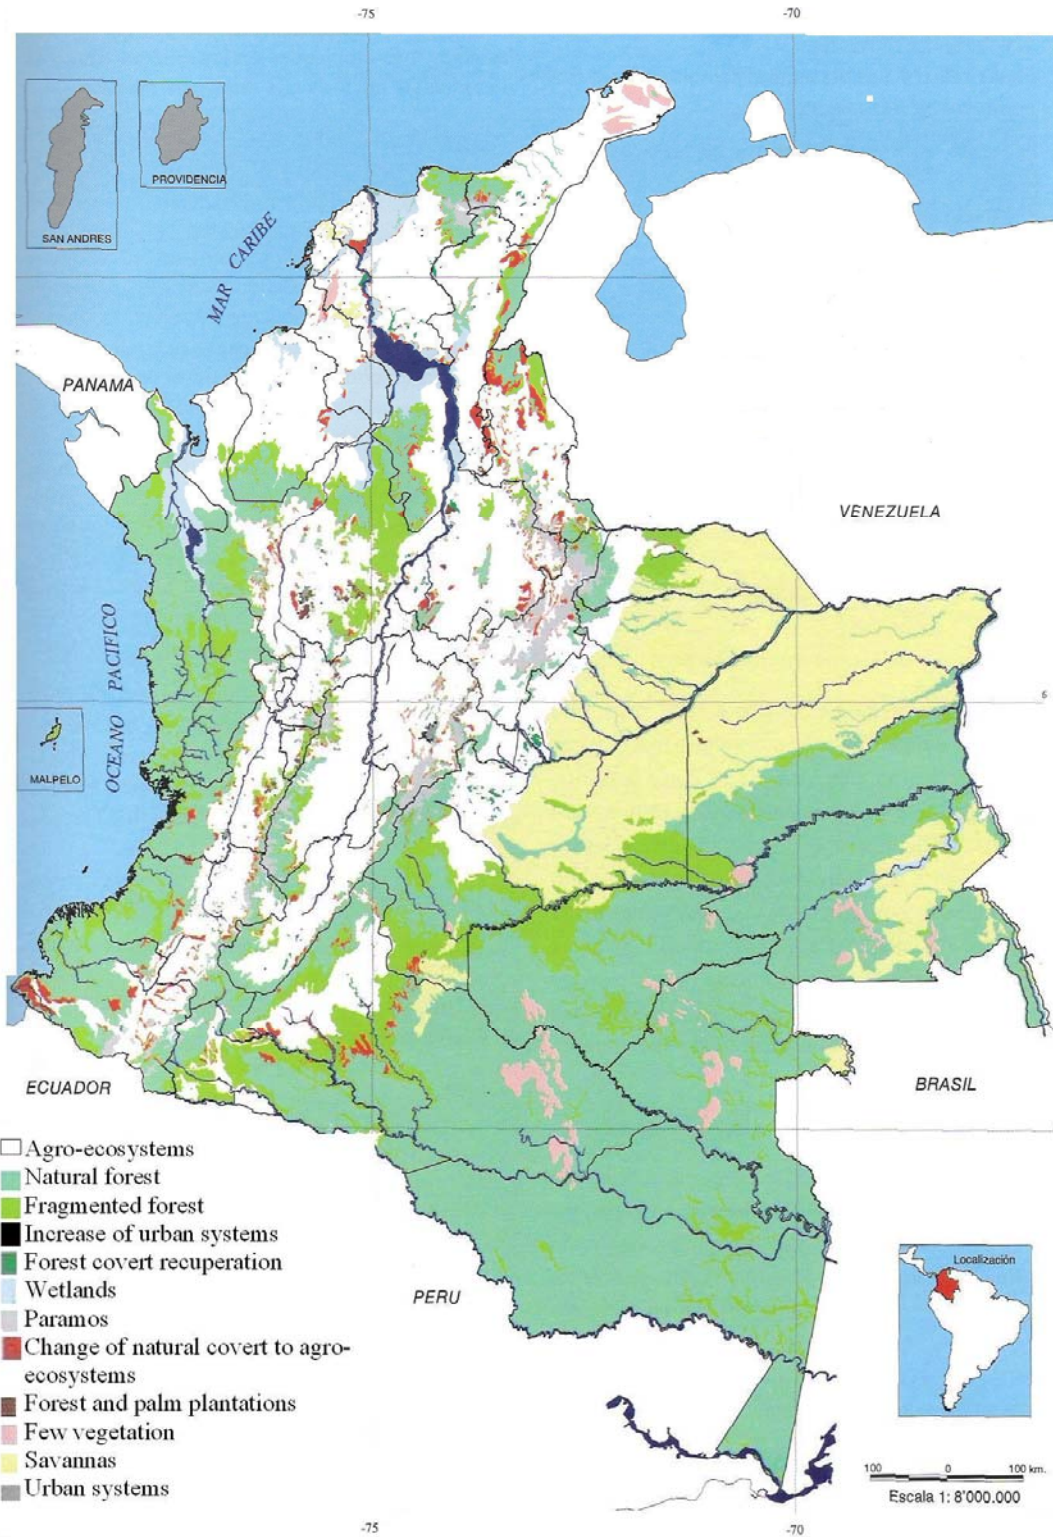 -75
-70
SAN ANDRES
PROVIDENCIA
MAR CARIBE
PANAMA
VENEZUELA
OCEANO PACIFICO
6
MALPELO
ECUADOR
BRASIL
PERU
Agro-ecosystems
Natural forest
Fragmented forest
Increase of urban systems
Forest covert recuperation
Wetlands
Paramos
Change of natural covert to agro-
ecosystems
Forest and palm plantations
Few vegetation
Savannas
Urban systems
Localización
100 0 100 km.
Escala 1: 8'000.000
-75
-70